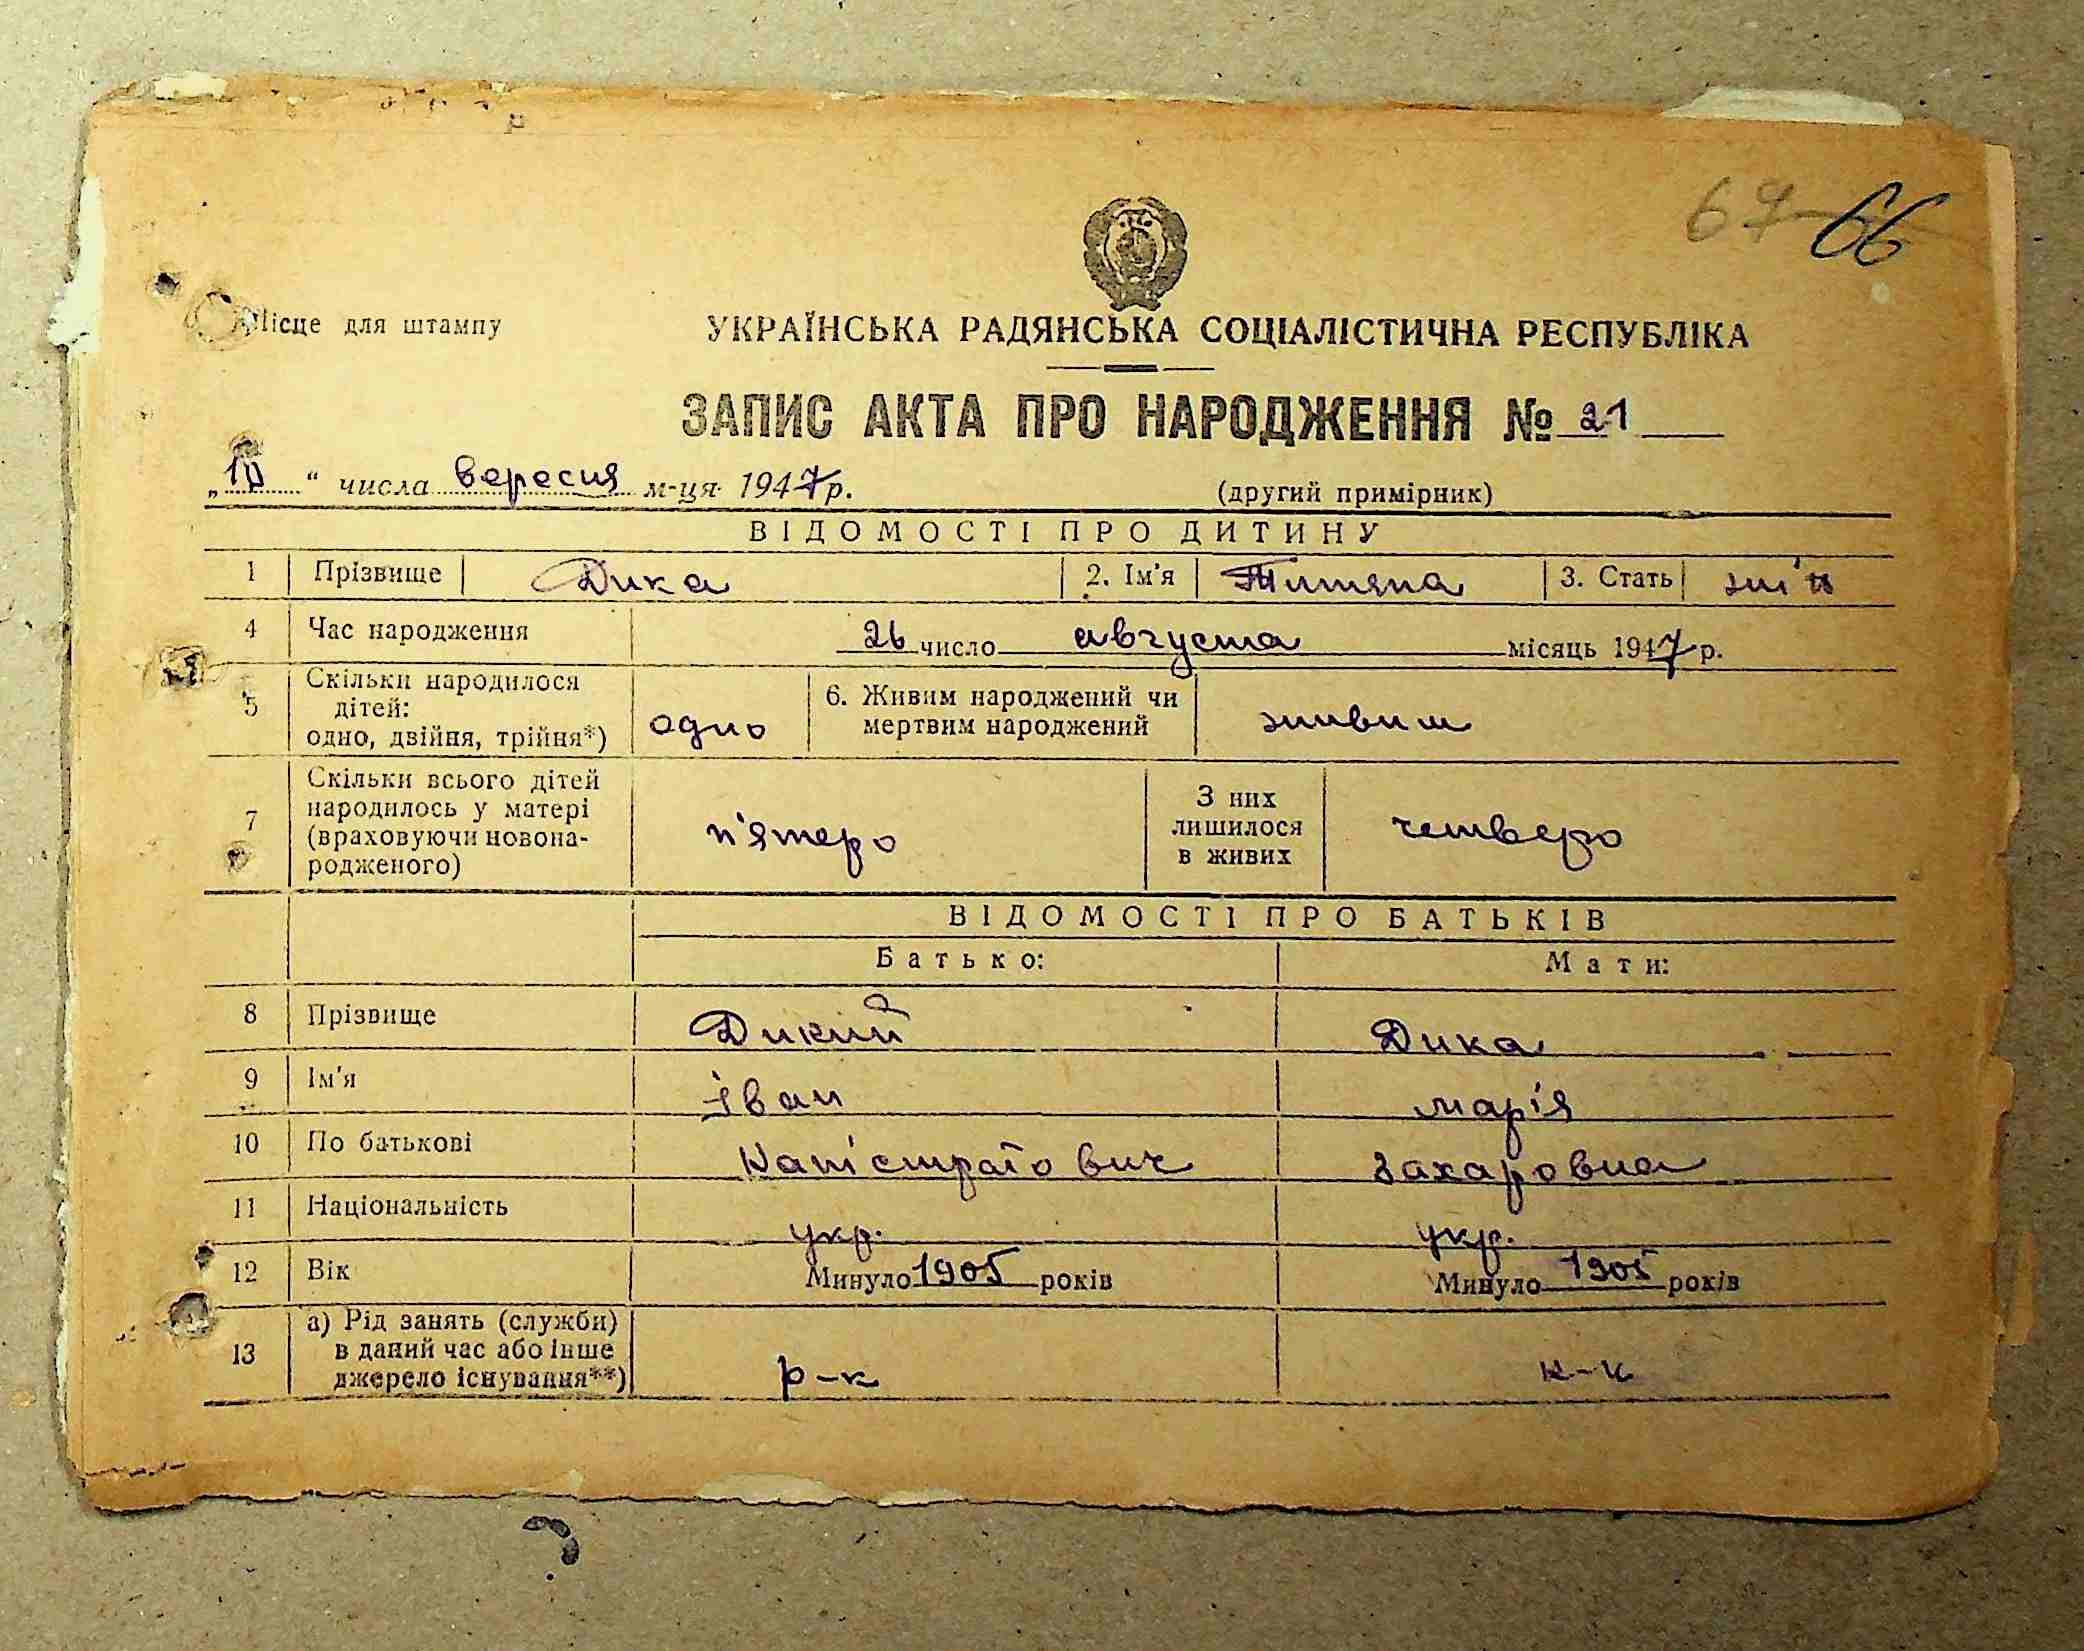 67 66
Місце для штампу
УКРАЇНСЬКА РАДЯНСЬКА СОЦІАЛІСТИЧНА РЕСПУБЛІКА
ЗАПИС АКТА ПРО НАРОДЖЕННЯ № 21
„10“ числа вересня м-ця 1947 р.
(другий примірник)
ВІДОМОСТІ ПРО ДИТИНУ
1 Прізвище Дика 2. Ім'я 3. Стать
4 Час народження 26 число августа місяць 1947 р.
5 Скільки народилося дітей: одно, двійня, трійня*) одно 6. Живим народжений чи мертвим народжений живим
7 Скільки всього дітей народилось у матері (враховуючи новонародженого) п'ятеро З них лишилося в живих четверо
ВІДОМОСТІ ПРО БАТЬКІВ
Батько: Мати:
8 Прізвище Дикий Дика
9 Ім'я Іван Марія
10 По батькові Захаровна
11 Національність укр. укр.
12 Вік Минуло 1905 років Минуло 1905 років
13 а) Рід занять (служби) в даний час або інше джерело існування**) р-к к-к